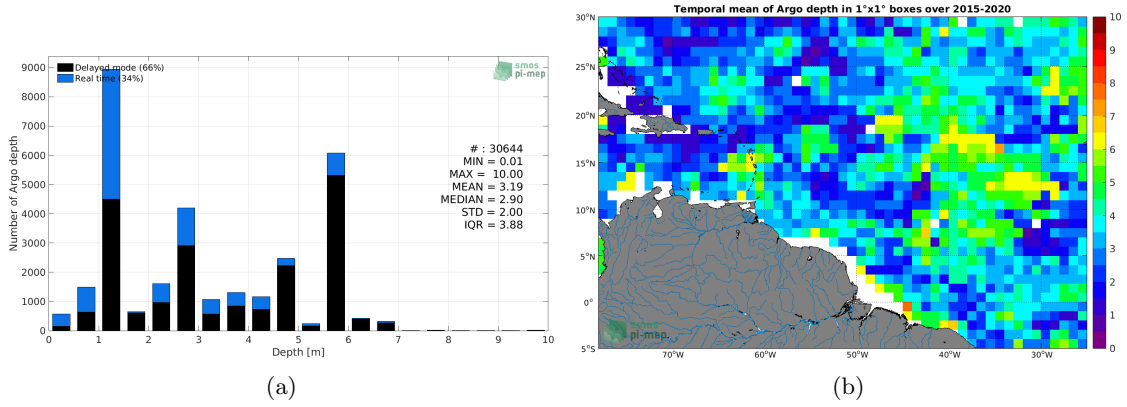 Delayed mode (66%)
Real time (34%)
smos
pi-mep
# : 30644
MIN = 0.01
MAX = 10.00
MEAN = 3.19
MEDIAN = 2.90
STD = 2.00
IQR = 3.88
Number of Argo depth
9000
8000
7000
6000
5000
4000
3000
2000
1000
0
0 1 2 3 4 5 6 7 8 9 10
Depth [m]
(a)
Temporal mean of Argo depth in 1°x1° boxes over 2015-2020
30°N
25°N
20°N
15°N
10°N
5°N
0°
5°S
70°W 60°W 50°W 40°W 30°W
smos
pi-mep
10
9
8
7
6
5
4
3
2
1
0
(b)